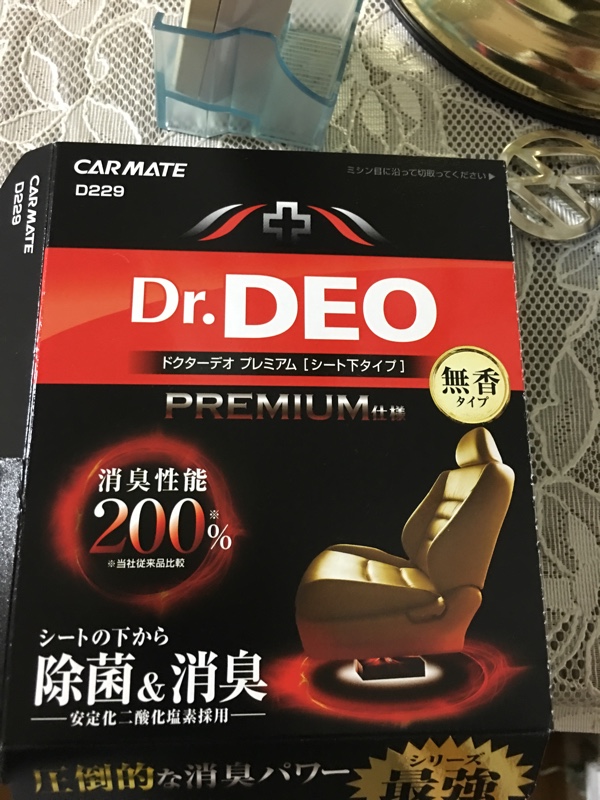 CARMATE
D229
CARMATE
D229
ミシン目に沿って切取ってください▶
Dr.DEO
ドクターデオ プレミアム [シート下タイプ]
無香
タイプ
PREMIUM仕様
消臭性能
200%
※
※当社従来品比較
シートの下から
除菌&消臭
安定化二酸化塩素採用
圧倒的な消臭パワー
シリーズ
最強